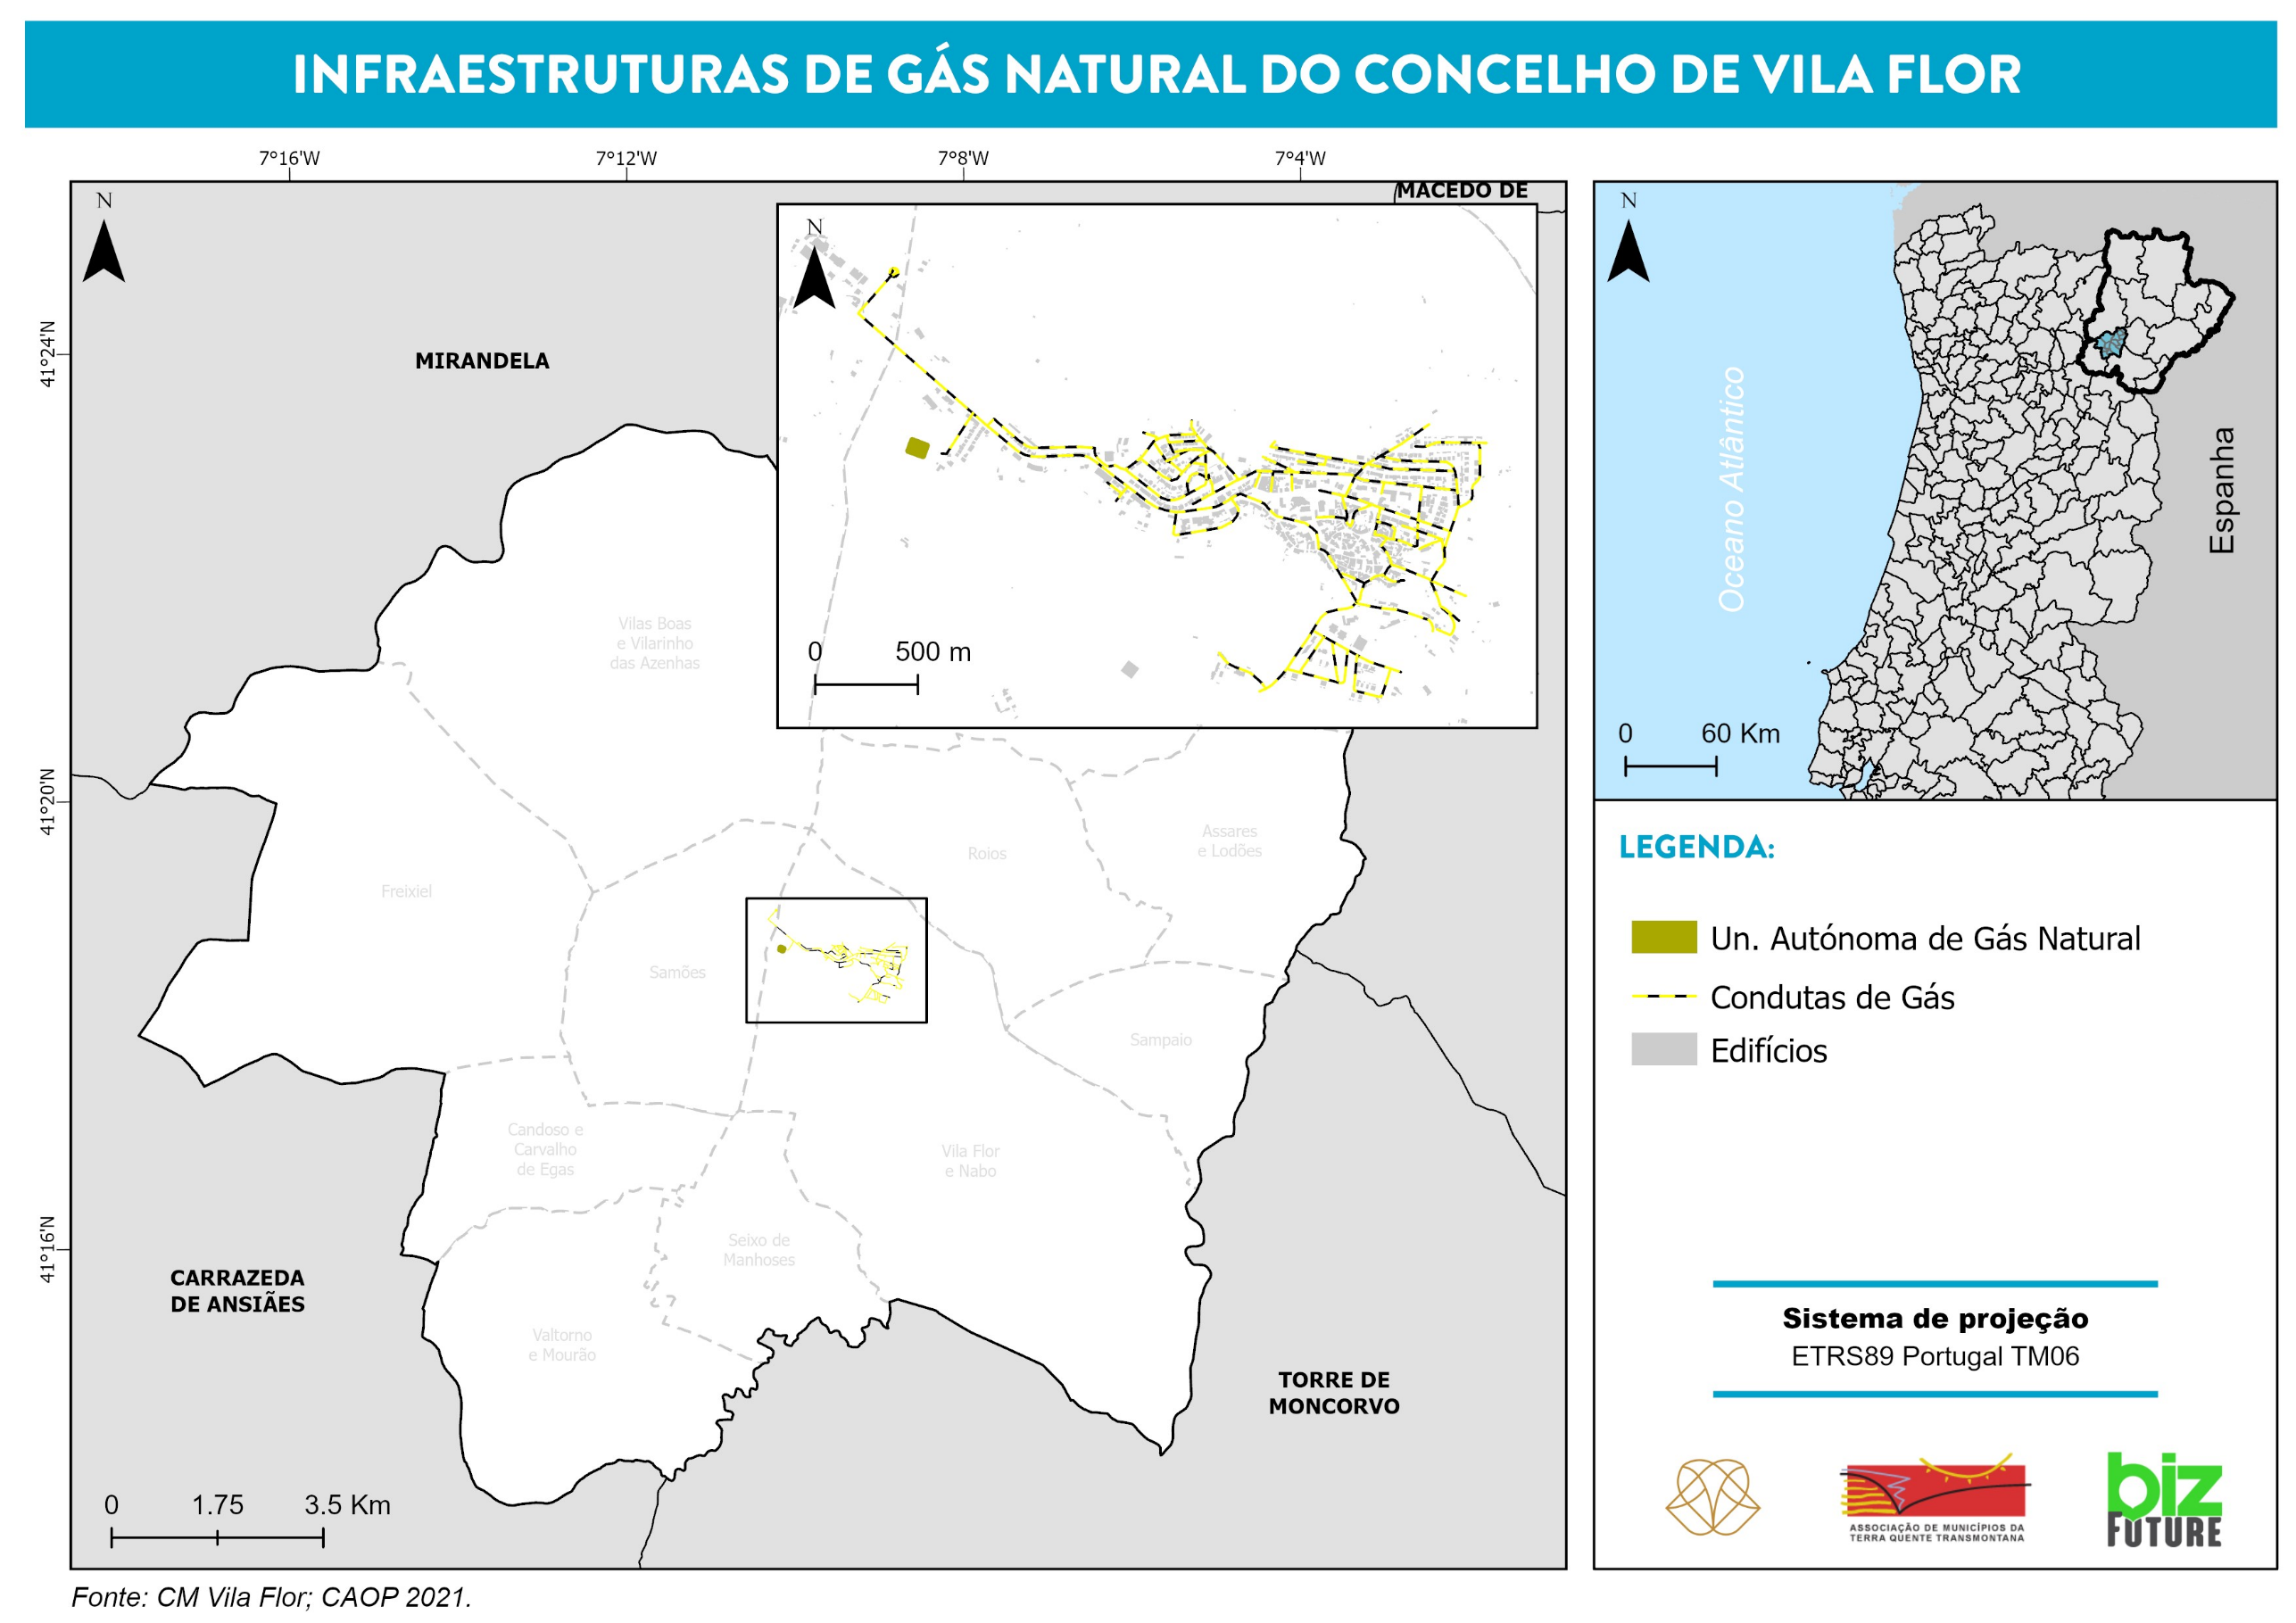 INFRAESTRUTURAS DE GÁS NATURAL DO CONCELHO DE VILA FLOR
7°16'W
7°12'W
7°8'W
7°4'W
41°24'N
41°20'N
41°16'N
N
MACEDO DE
MIRANDELA
N
0
500 m
Vilas Boas
e Vilarinho
das Azenhas
Freixiel
Roios
Assares
e Lodões
Samões
Sampaio
Candoso e
Carvalho
de Egas
Vila Flor
e Nabo
Seixo de
Manhoses
Valtorno
e Mourão
CARRAZEDA
DE ANSIÃES
TORRE DE
MONCORVO
0
1.75
3.5 Km
N
Oceano Atlântico
Espanha
0
60 Km
LEGENDA:
Un. Autónoma de Gás Natural
Condutas de Gás
Edifícios
Sistema de projeção
ETRS89 Portugal TM06
ASSOCIAÇÃO DE MUNICÍPIOS DA
TERRA QUENTE TRANSMONTANA
biz
FUTURE
Fonte: CM Vila Flor; CAOP 2021.